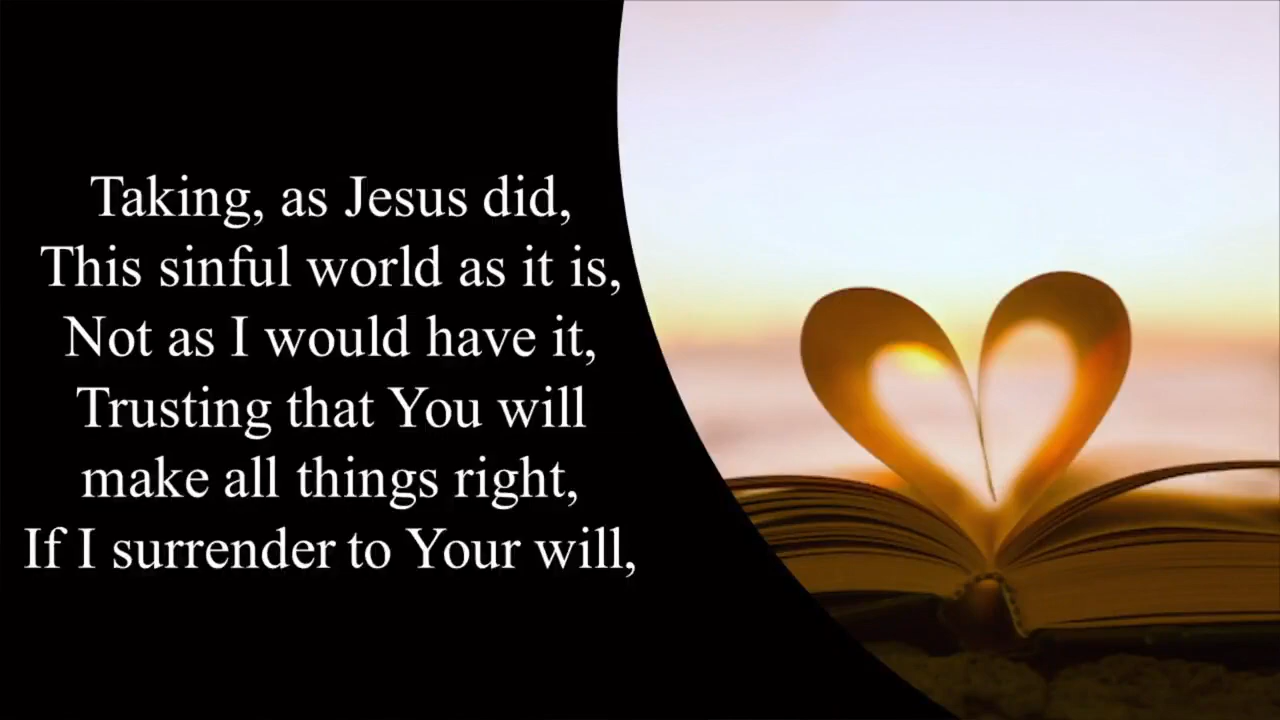 Taking, as Jesus did,
This sinful world as it is,
Not as I would have it,
Trusting that You will
make all things right,
If I surrender to Your will,